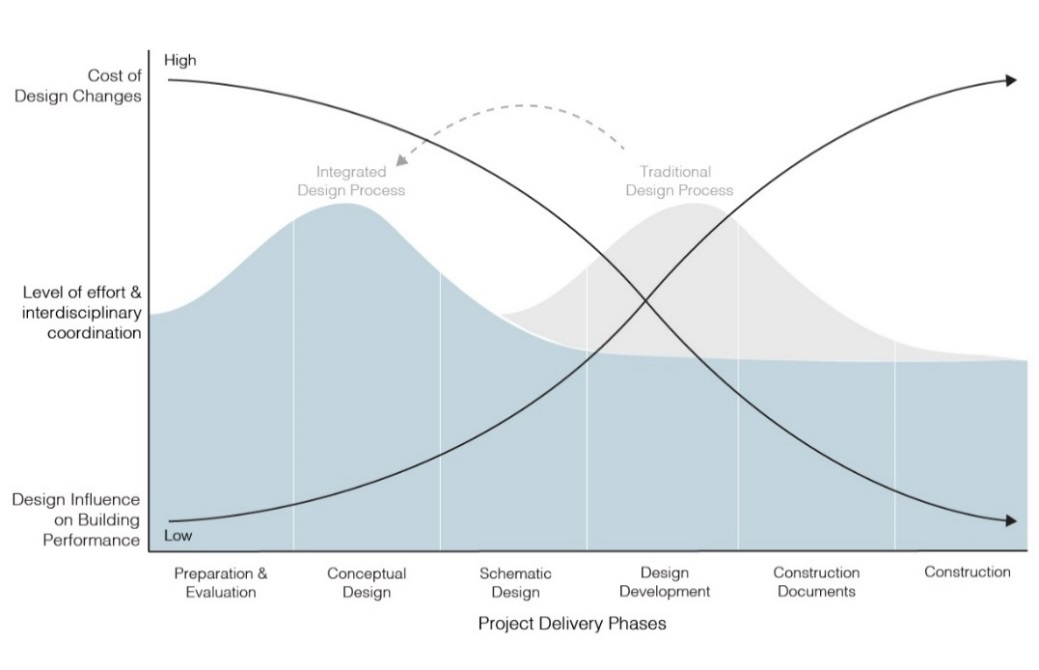 High
Cost of
Design Changes
Integrated
Design Process
Traditional
Design Process
Level of effort &
interdisciplinary
coordination
Design Influence
on Building
Performance
Low
Preparation &
Evaluation
Conceptual
Design
Schematic
Design
Design
Development
Construction
Documents
Construction
Project Delivery Phases